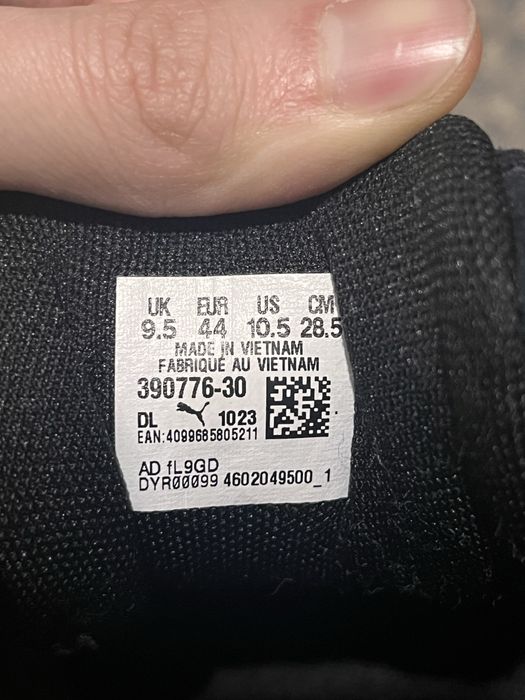 UK EUR US CM
9.5 44 10.5 28.5
MADE IN VIETNAM
FABRIQUÉ AU VIETNAM
390776-30
DL 1023
EAN:4099685805211
AD fL9GD
DYR00099 4602049500_1